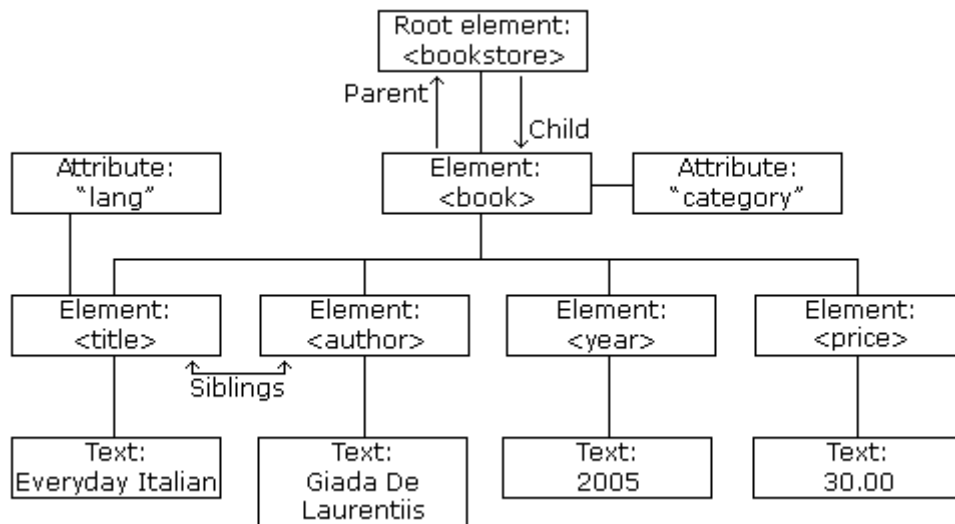 Root element:
<bookstore>
Parent
Child
Attribute:
“lang”
Element:
<book>
Attribute:
“category”
Element:
<title>
Element:
<author>
Element:
<year>
Element:
<price>
Siblings
Text:
Everyday Italian
Text:
Giada De
Laurentiis
Text:
2005
Text:
30.00